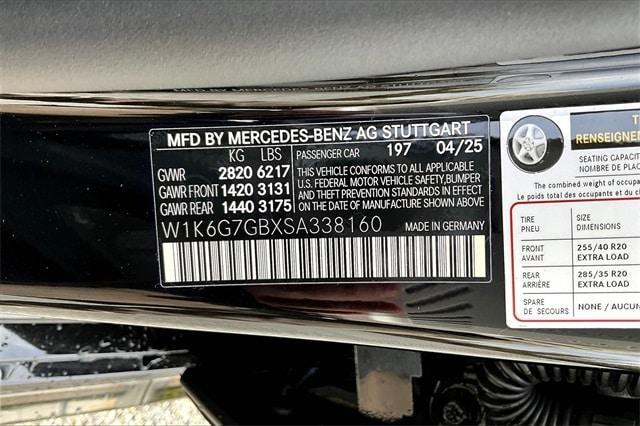 MFD BY MERCEDES-BENZ AG STUTTGART
KG LBS
PASSENGER CAR 197 04/25
GVWR 2820 6217
GAWR FRONT 1420 3131
GAWR REAR 1440 3175
THIS VEHICLE CONFORMS TO ALL APPLICABLE
U.S. FEDERAL MOTOR VEHICLE SAFETY, BUMPER
AND THEFT PREVENTION STANDARDS IN EFFECT
ON THE DATE OF MANUFACTURE SHOWN ABOVE
W1K6G7GBXSA338160 MADE IN GERMANY
RENSEIGNEMEN
SEATING CAPACITY
NOMBRE DE PLACE
The combined weight of occupa
Le poids total des occupants et du c
TIRE SIZE
PNEU DIMENSIONS
FRONT 255/40 R20
AVANT EXTRA LOAD
REAR 285/35 R20
ARRIÈRE EXTRA LOAD
SPARE NONE / AUCUN
DE SECOURS